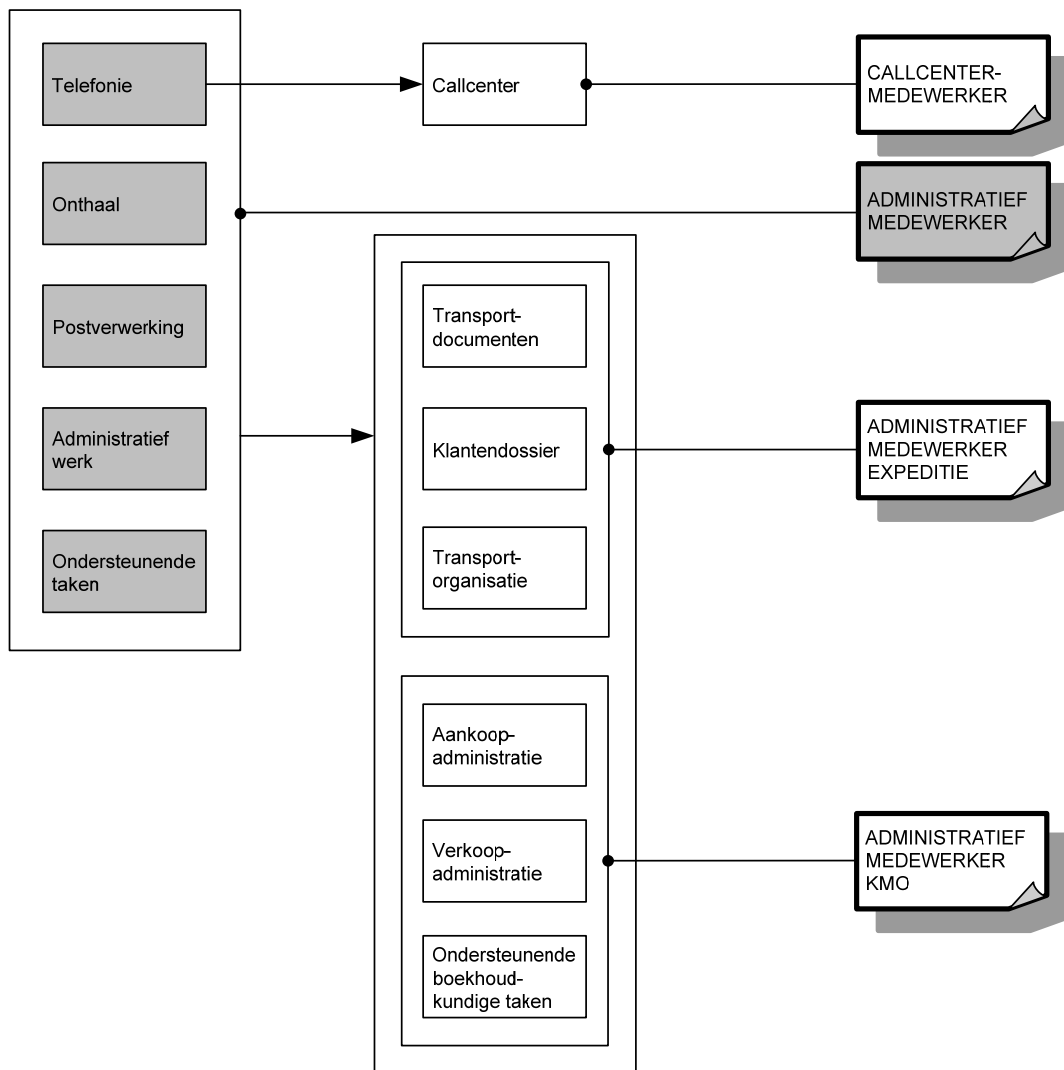 Telefonie
Callcenter
CALLCENTER-
MEDEWERKER
Onthaal
ADMINISTRATIEF
MEDEWERKER
Postverwerking
Transport-
documenten
Administratief
werk
Klantendossier
ADMINISTRATIEF
MEDEWERKER
EXPEDITIE
Ondersteunende
taken
Transport-
organisatie
Aankoop-
administratie
Verkoop-
administratie
ADMINISTRATIEF
MEDEWERKER
KMO
Ondersteunende
boekhoud-
kundige taken